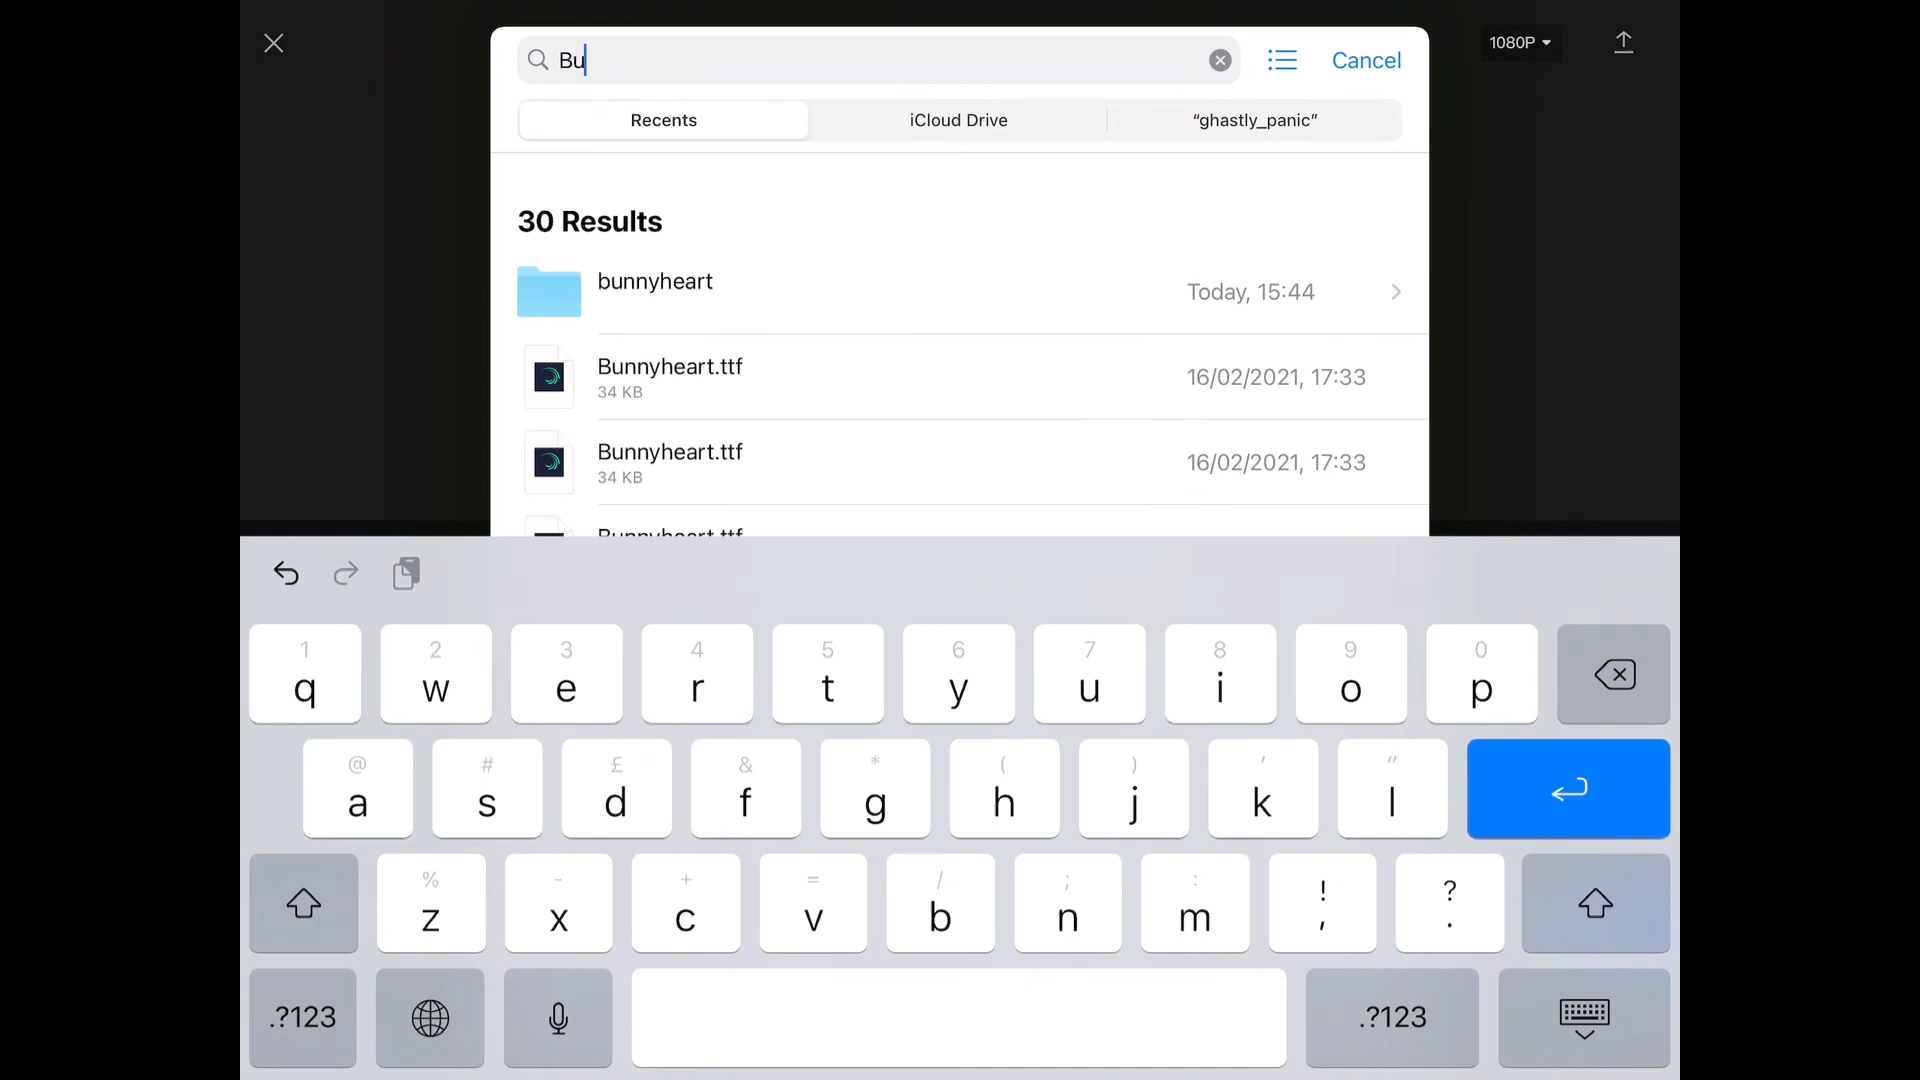 Bu
Cancel
1080P
Recents
iCloud Drive
“ghastly_panic”
30 Results
bunnyheart
Today, 15:44
Bunnyheart.ttf
34 KB
16/02/2021, 17:33
Bunnyheart.ttf
34 KB
16/02/2021, 17:33
Bunnyheart.ttf
1 2 3 4 5 6 7 8 9 0
q w e r t y u i o p
@ # £ & * ( ) ' "
a s d f g h j k l
% - + = / ; : ! ?
z x c v b n m , .
.?123
.?123